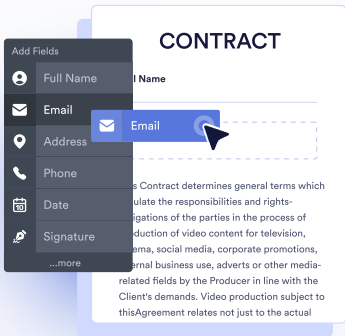 Add Fields
Full Name
Email
Address
Phone
Date
10
Signature
...more
Email
CONTRACT
l Name
s Contract determines general terms which
ulate the responsibilities and rights-
igations of the parties in the process of
duction of video content for television,
ema, social media, corporate promotions,
ernal business use, adverts or other media-
related fields by the Producer in line with the
Client's demands. Video production subject to
thisAgreement relates not just to the actual